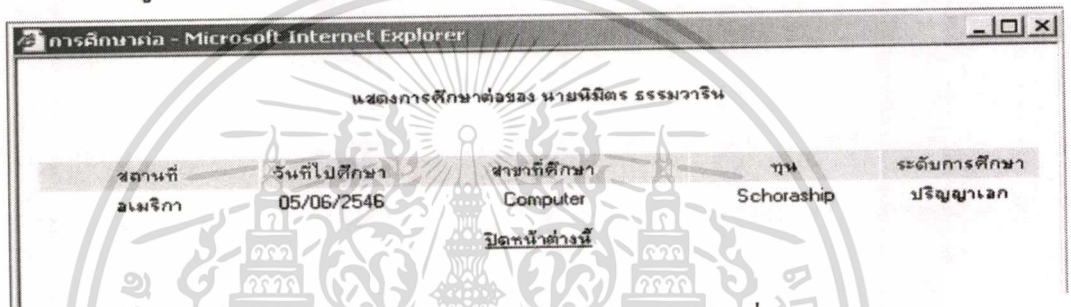 การศึกษาต่อ - Microsoft Internet Explorer
แสดงการศึกษาต่อของ นายนิมิตร ธรรมวาริน
สถานที่ วันที่ไปศึกษา สาขาที่ศึกษา ทุน ระดับการศึกษา
อเมริกา 05/06/2546 Computer Schoraship ปริญญาเอก
ปิดหน้าต่างนี้